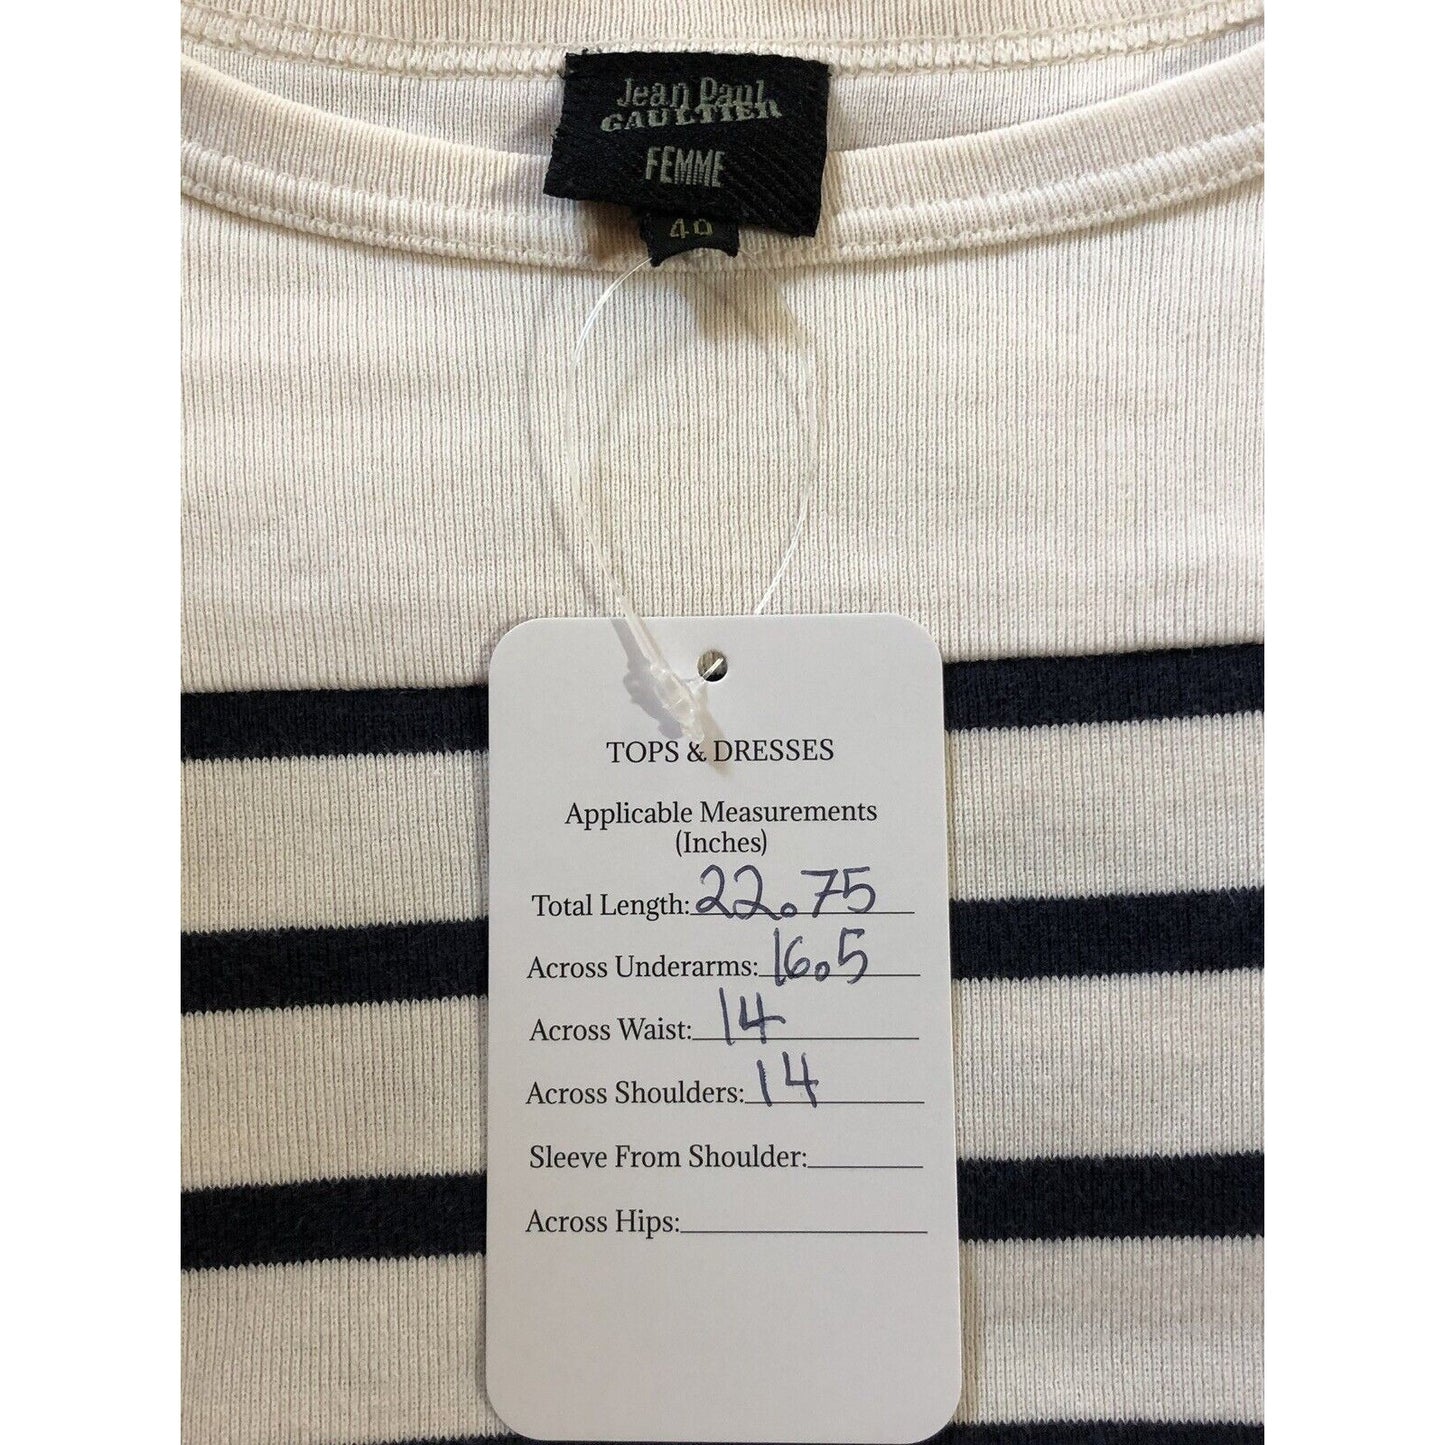 Jean Paul
GAULTIER
FEMME
40
TOPS & DRESSES
Applicable Measurements
(Inches)
Total Length: 22.75
Across Underarms: 16.5
Across Waist: 14
Across Shoulders: 14
Sleeve From Shoulder:
Across Hips: